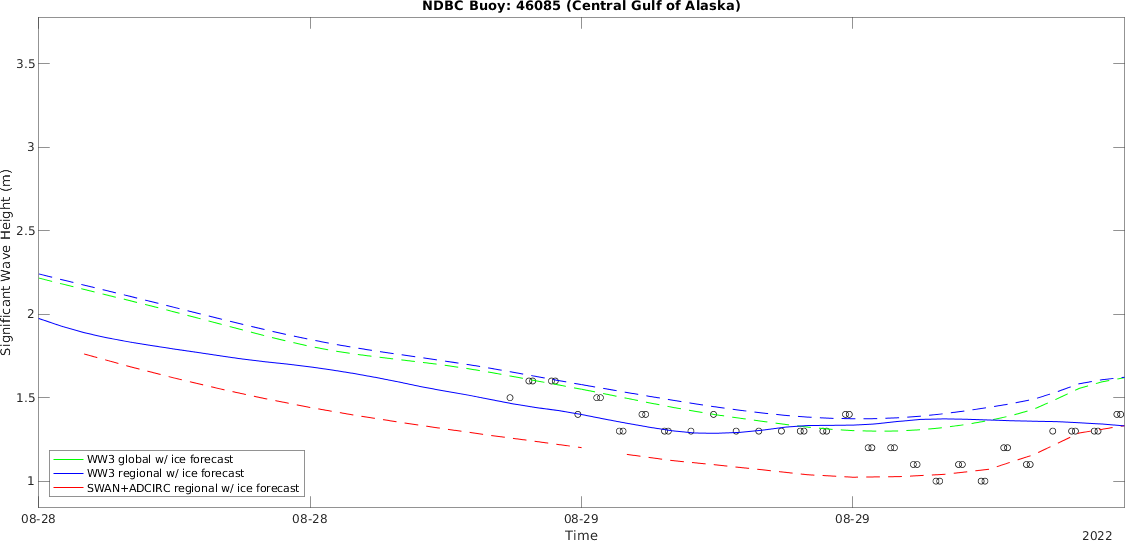 NDBC Buoy: 46085 (Central Gulf of Alaska)
Significant Wave Height (m)
3.5
3
2.5
2
1.5
1
WW3 global w/ ice forecast
WW3 regional w/ ice forecast
SWAN+ADCIRC regional w/ ice forecast
08-28
08-28
08-29
08-29
Time
2022